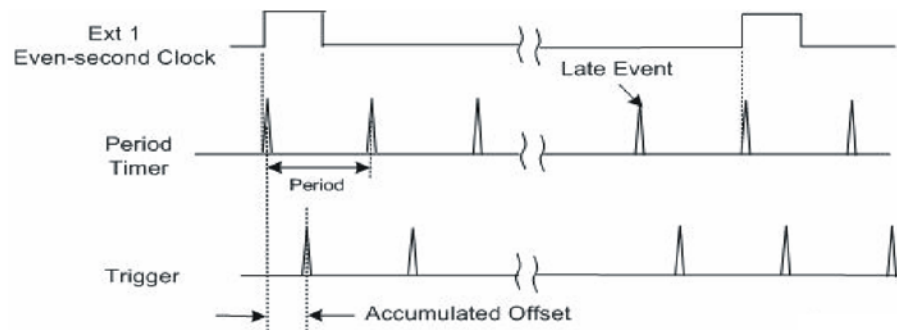 Ext 1
Even-second Clock
Late Event
Period
Timer
Period
Trigger
Accumulated Offset